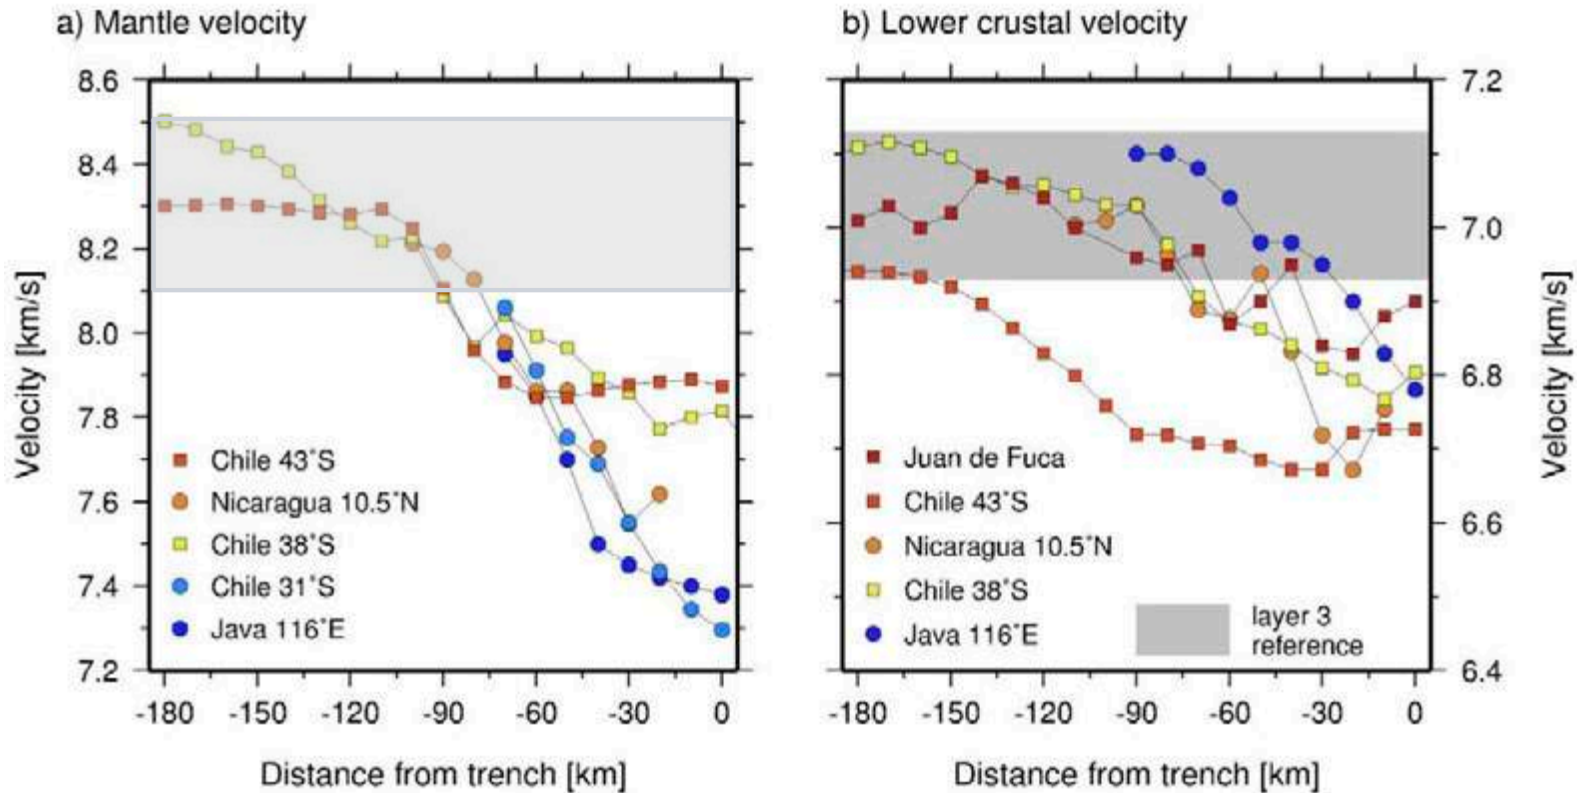 a) Mantle velocity
b) Lower crustal velocity
8.6
8.4
8.2
8.0
7.8
7.6
7.4
7.2
Velocity [km/s]
Chile 43°S
Nicaragua 10.5°N
Chile 38°S
Chile 31°S
Java 116°E
-180 -150 -120 -90 -60 -30 0
Distance from trench [km]
7.2
7.0
6.8
6.6
6.4
Velocity [km/s]
Juan de Fuca
Chile 43°S
Nicaragua 10.5°N
Chile 38°S
Java 116°E
layer 3
reference
-180 -150 -120 -90 -60 -30 0
Distance from trench [km]